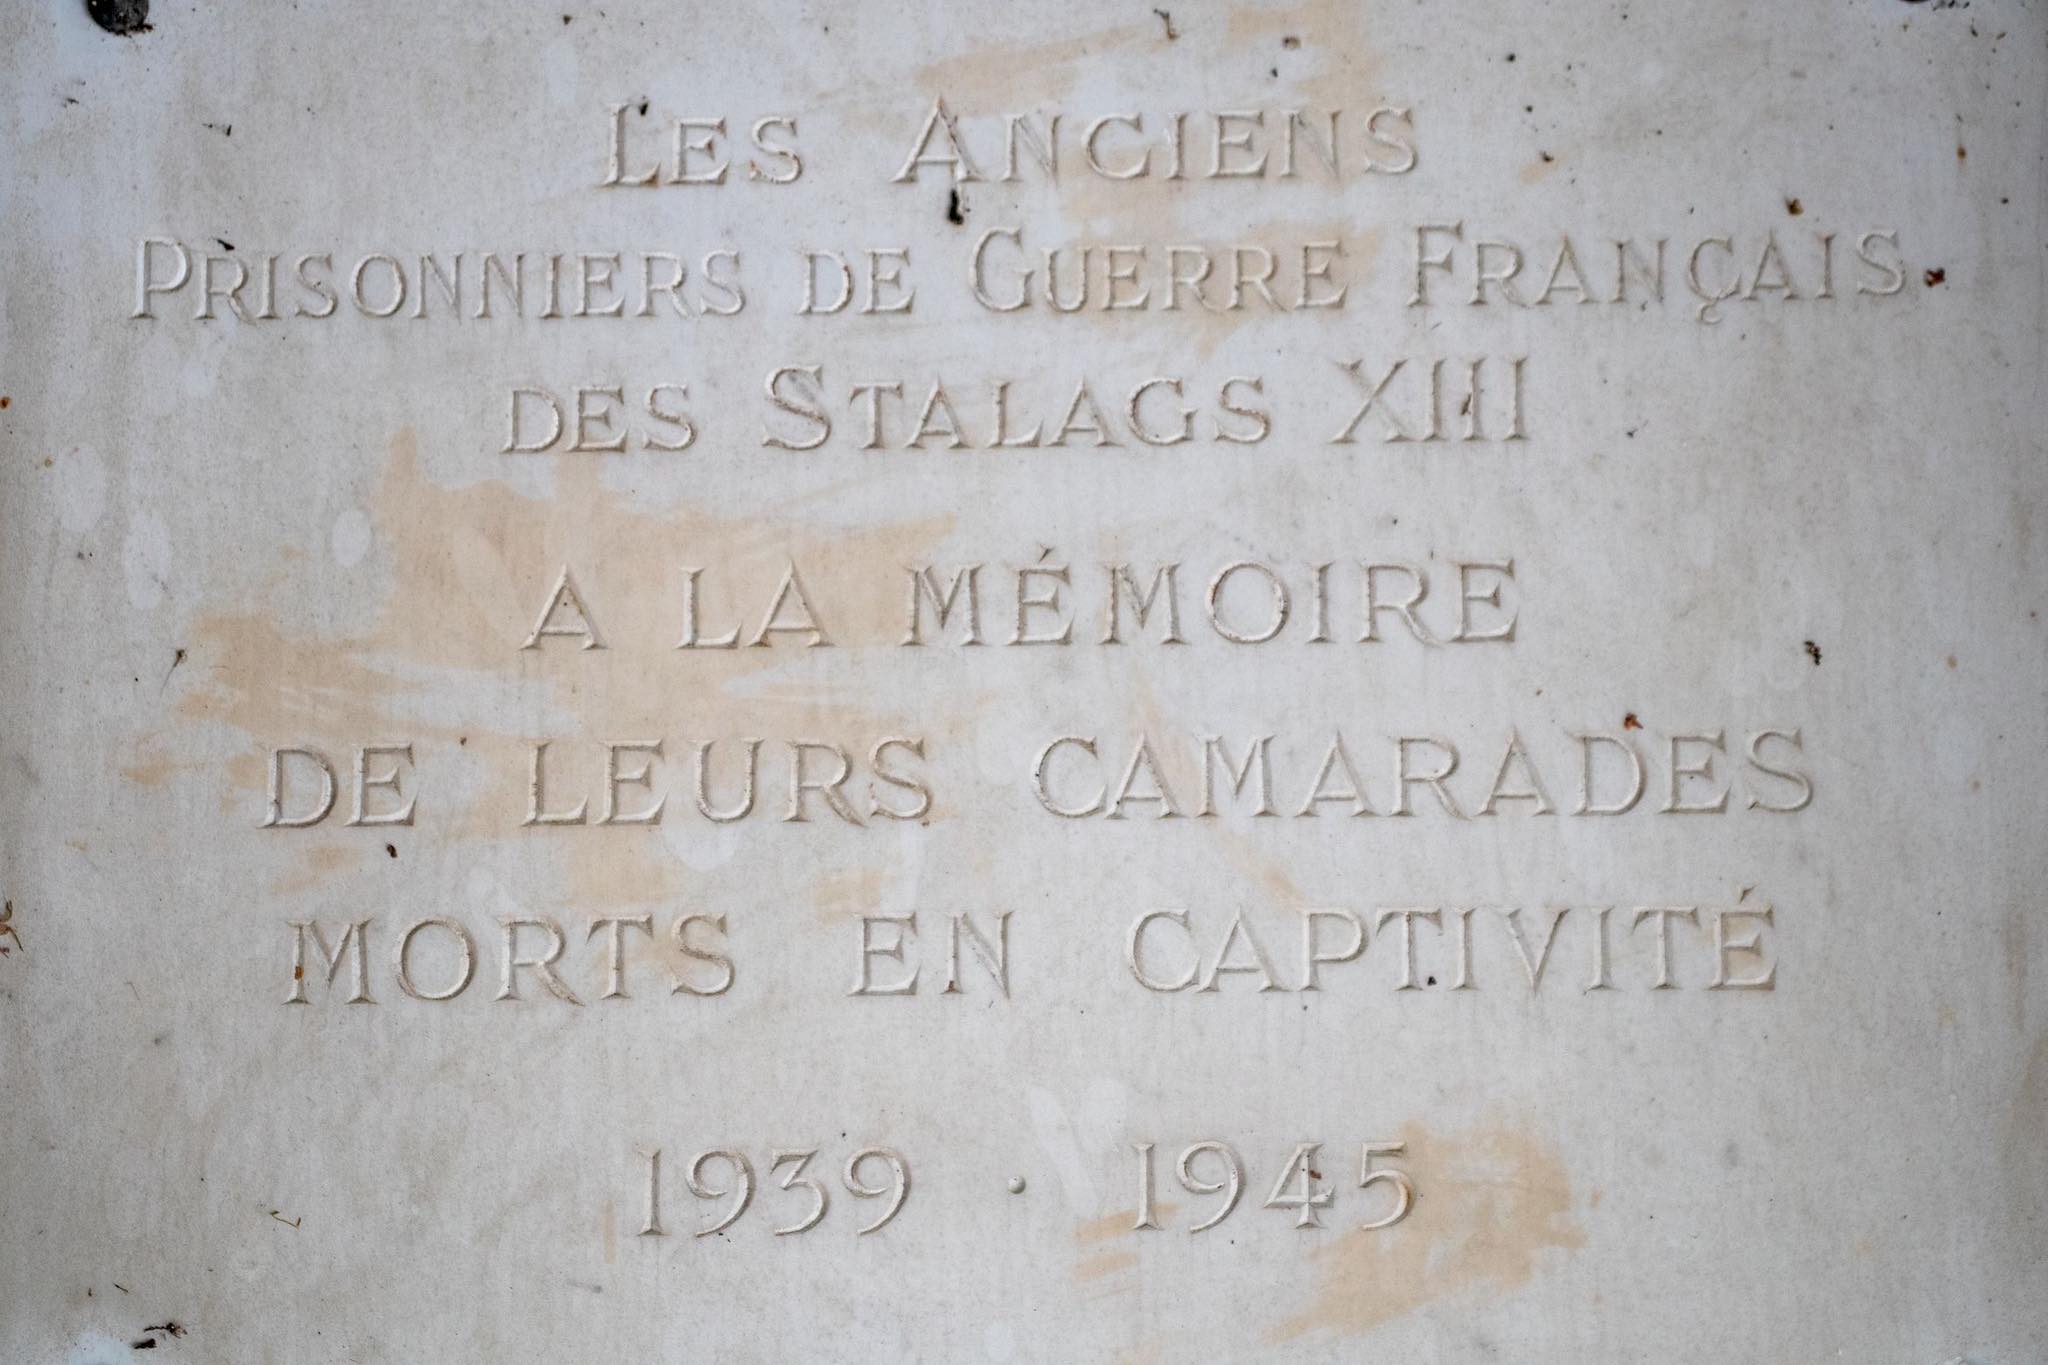 Les Anciens
Prisonniers de Guerre Français
des Stalags XIII
A LA MÉMOIRE
DE LEURS CAMARADES
MORTS EN CAPTIVITÉ
1939 · 1945